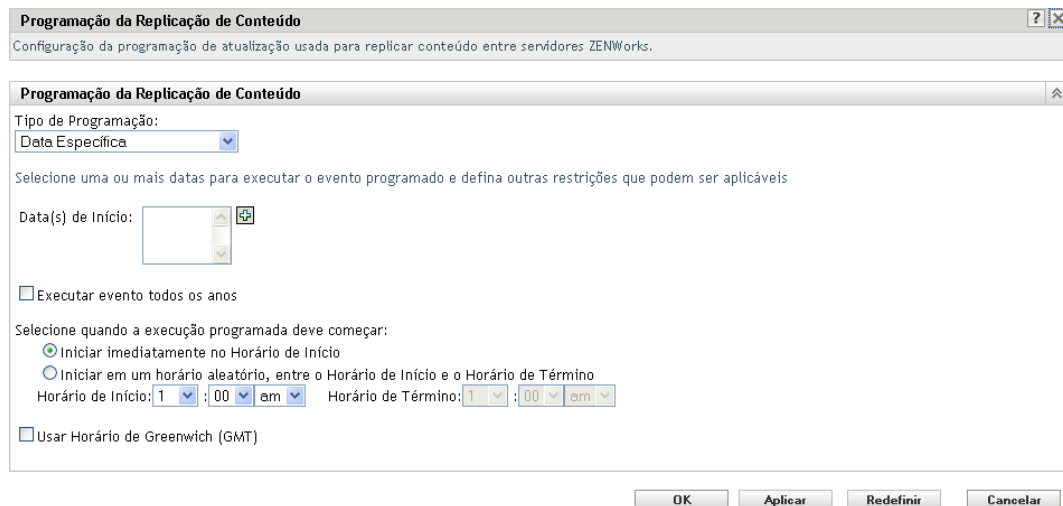 Programação da Replicação de Conteúdo
Configuração da programação de atualização usada para replicar conteúdo entre servidores ZENWorks.
Programação da Replicação de Conteúdo
Tipo de Programação:
Data Específica
Selecione uma ou mais datas para executar o evento programado e defina outras restrições que podem ser aplicáveis
Data(s) de Início:
Executar evento todos os anos
Selecione quando a execução programada deve começar:
Iniciar imediatamente no Horário de Início
Iniciar em um horário aleatório, entre o Horário de Início e o Horário de Término
Horário de Início: 1 : 00 am Horário de Término: 1 : 00 am
Usar Horário de Greenwich (GMT)
OK Aplicar Redefinir Cancelar